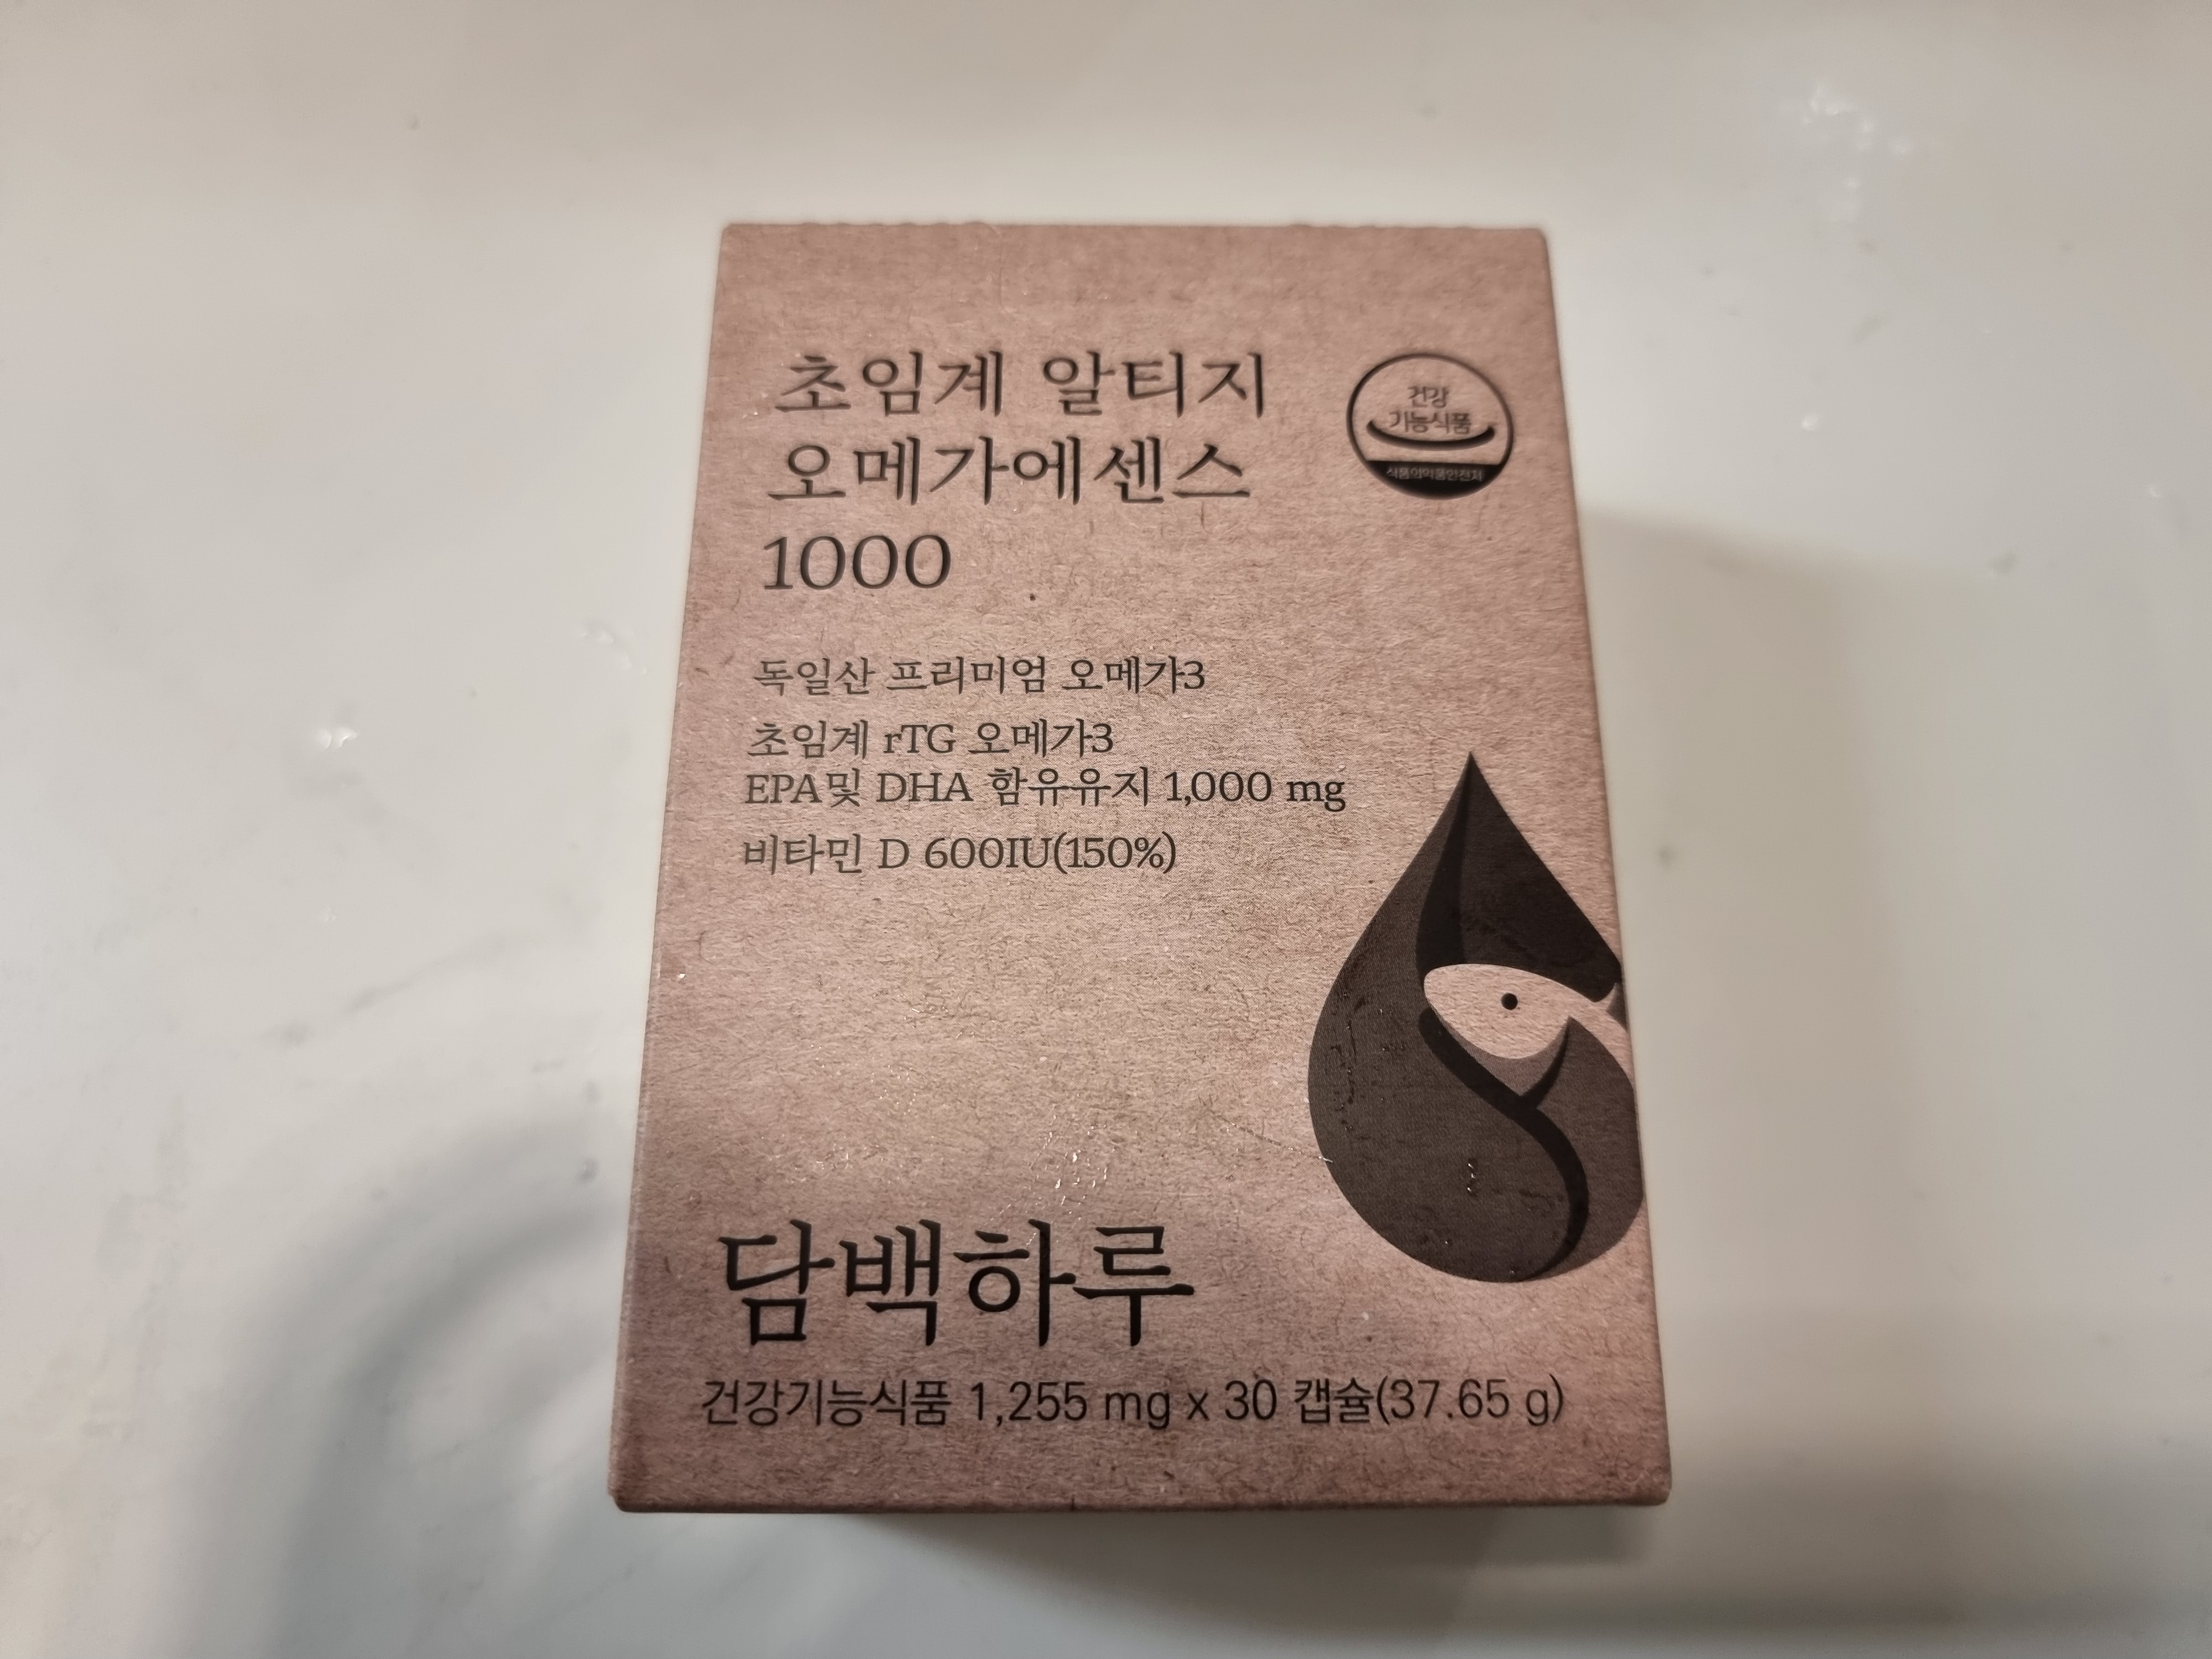 초임계 알티지
오메가에센스
1000
건강
기능식품
식품의약품안전처
독일산 프리미엄 오메가3
초임계 rTG 오메가3
EPA및 DHA 함유유지 1,000 mg
비타민 D 600IU(150%)
담백하루
건강기능식품 1,255 mg x 30 캡슐(37.65 g)